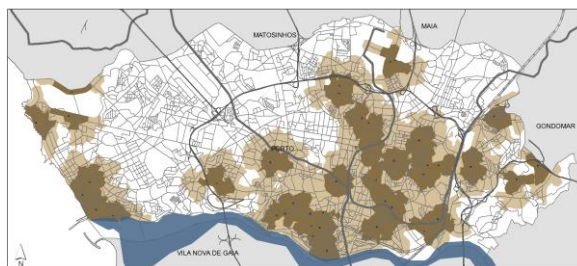 MATOSINHOS
MAIA
GONDOMAR
PORTO
VILA NOVA DE GAIA
N